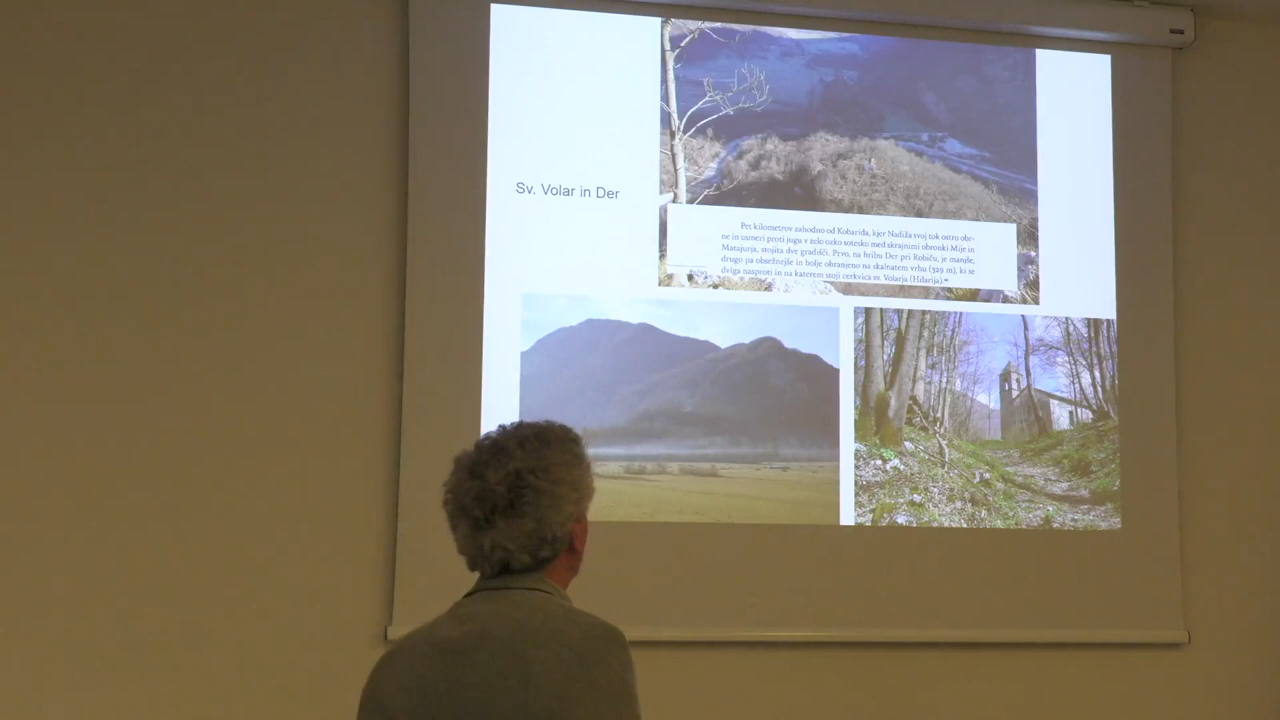 Sv. Volar in Der
Pet kilometrov zahodno od Kobarida, kjer Nadiža svoj tok ostro obr-
ne in usmeri proti jugu v zelo ozko sotesko med skrajnimi obronki Mije in
Matajurja, stojita dve gradišči. Prvo, na hribu Der pri Robiču, je manjše,
drugo pa obsežnejše in bolje ohranjeno na skalnatem vrhu (329 m), ki se
dviga nasproti in na katerem stoji cerkvica sv. Volarja (Hilarija).